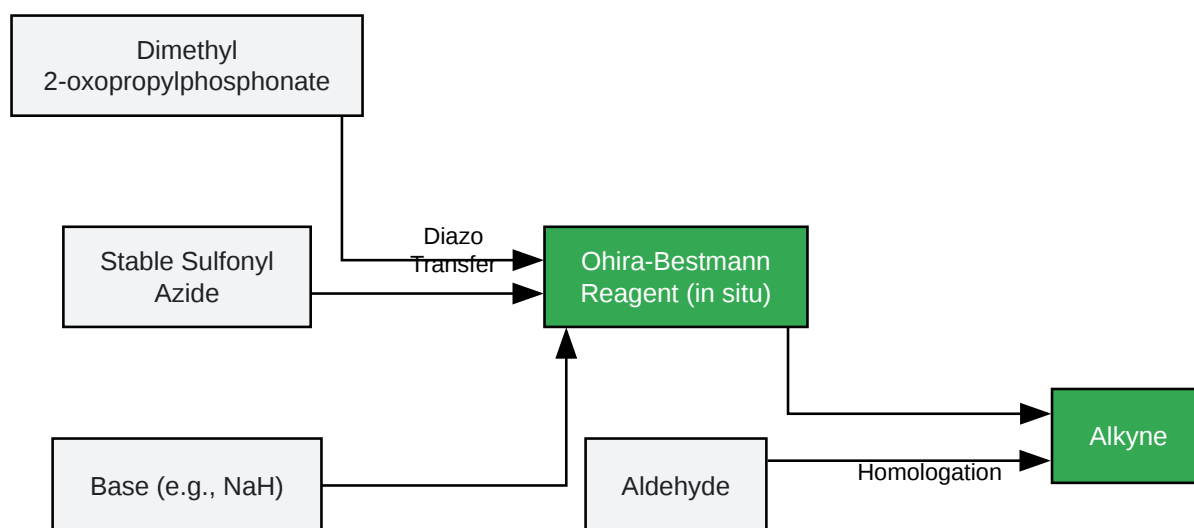 Dimethyl
2-oxopropylphosphonate
Stable Sulfonyl
Azide
Diazo
Transfer
Ohira-Bestmann
Reagent (in situ)
Base (e.g., NaH)
Aldehyde
Homologation
Alkyne